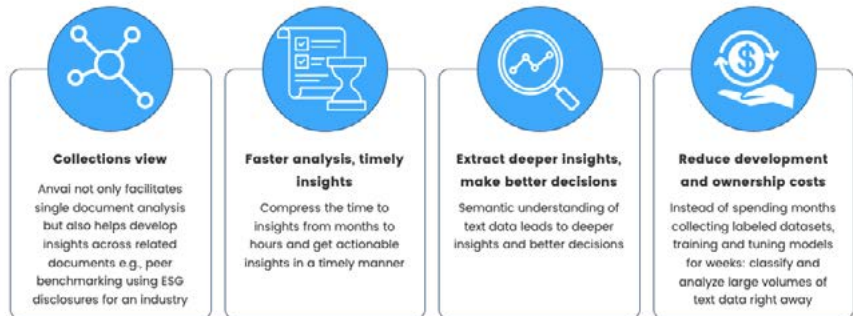 Collections view
Anvai not only facilitates
single document analysis
but also helps develop
insights across related
documents e.g., peer
benchmarking using ESG
disclosures for an industry
Faster analysis, timely
insights
Compress the time to
insights from months to
hours and get actionable
insights in a timely manner
Extract deeper insights,
make better decisions
Semantic understanding of
text data leads to deeper
insights and better decisions
Reduce development
and ownership costs
Instead of spending months
collecting labeled datasets,
training and tuning models
for weeks: classify and
analyze large volumes of
text data right away